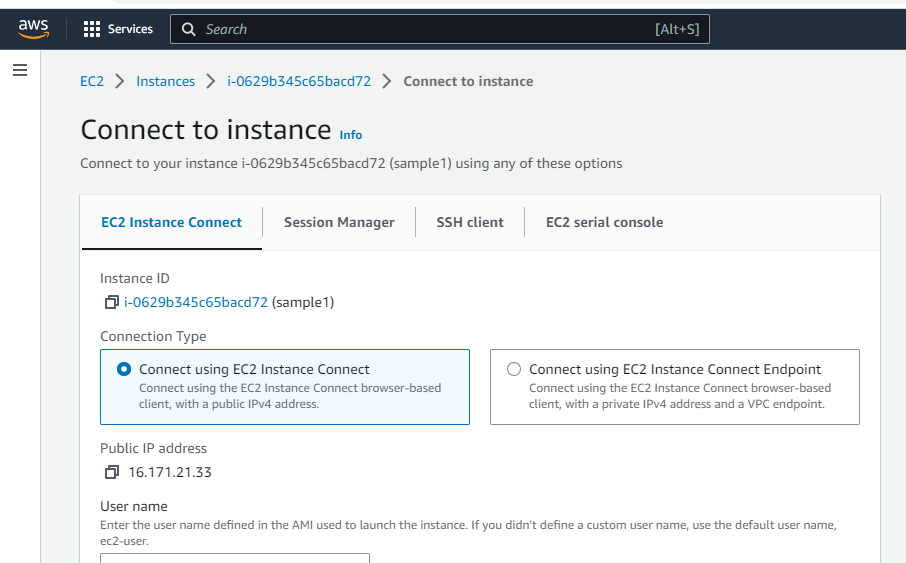 aws Services Search [Alt+S]
EC2 Instances i-0629b345c65bacd72 Connect to instance
Connect to instance Info
Connect to your instance i-0629b345c65bacd72 (sample1) using any of these options
EC2 Instance Connect Session Manager SSH client EC2 serial console
Instance ID
i-0629b345c65bacd72 (sample1)
Connection Type
Connect using EC2 Instance Connect
Connect using the EC2 Instance Connect browser-based
client, with a public IPv4 address.
Connect using EC2 Instance Connect Endpoint
Connect using the EC2 Instance Connect browser-based
client, with a private IPv4 address and a VPC endpoint.
Public IP address
16.171.21.33
User name
Enter the user name defined in the AMI used to launch the instance. If you didn't define a custom user name, use the default user name,
ec2-user.